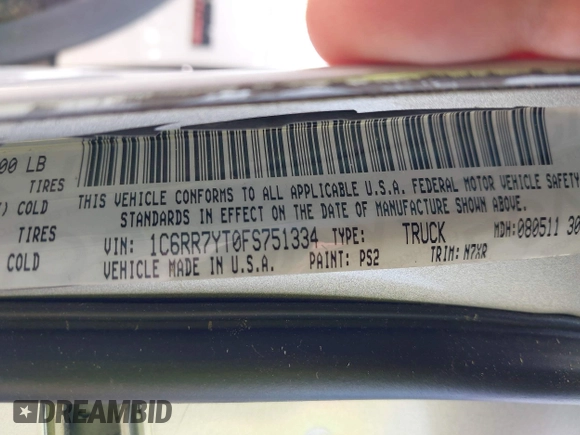 00 LB
TIRES
COLD
TIRES
COLD
THIS VEHICLE CONFORMS TO ALL APPLICABLE U.S.A. FEDERAL MOTOR VEHICLE SAFETY
STANDARDS IN EFFECT ON THE DATE OF MANUFACTURE SHOWN ABOVE.
VIN: 1C6RR7YT0FS751334 TYPE: TRUCK MDH: 080511 30
VEHICLE MADE IN U.S.A. PAINT: PS2 TRIM: N7XR
DREAMBID